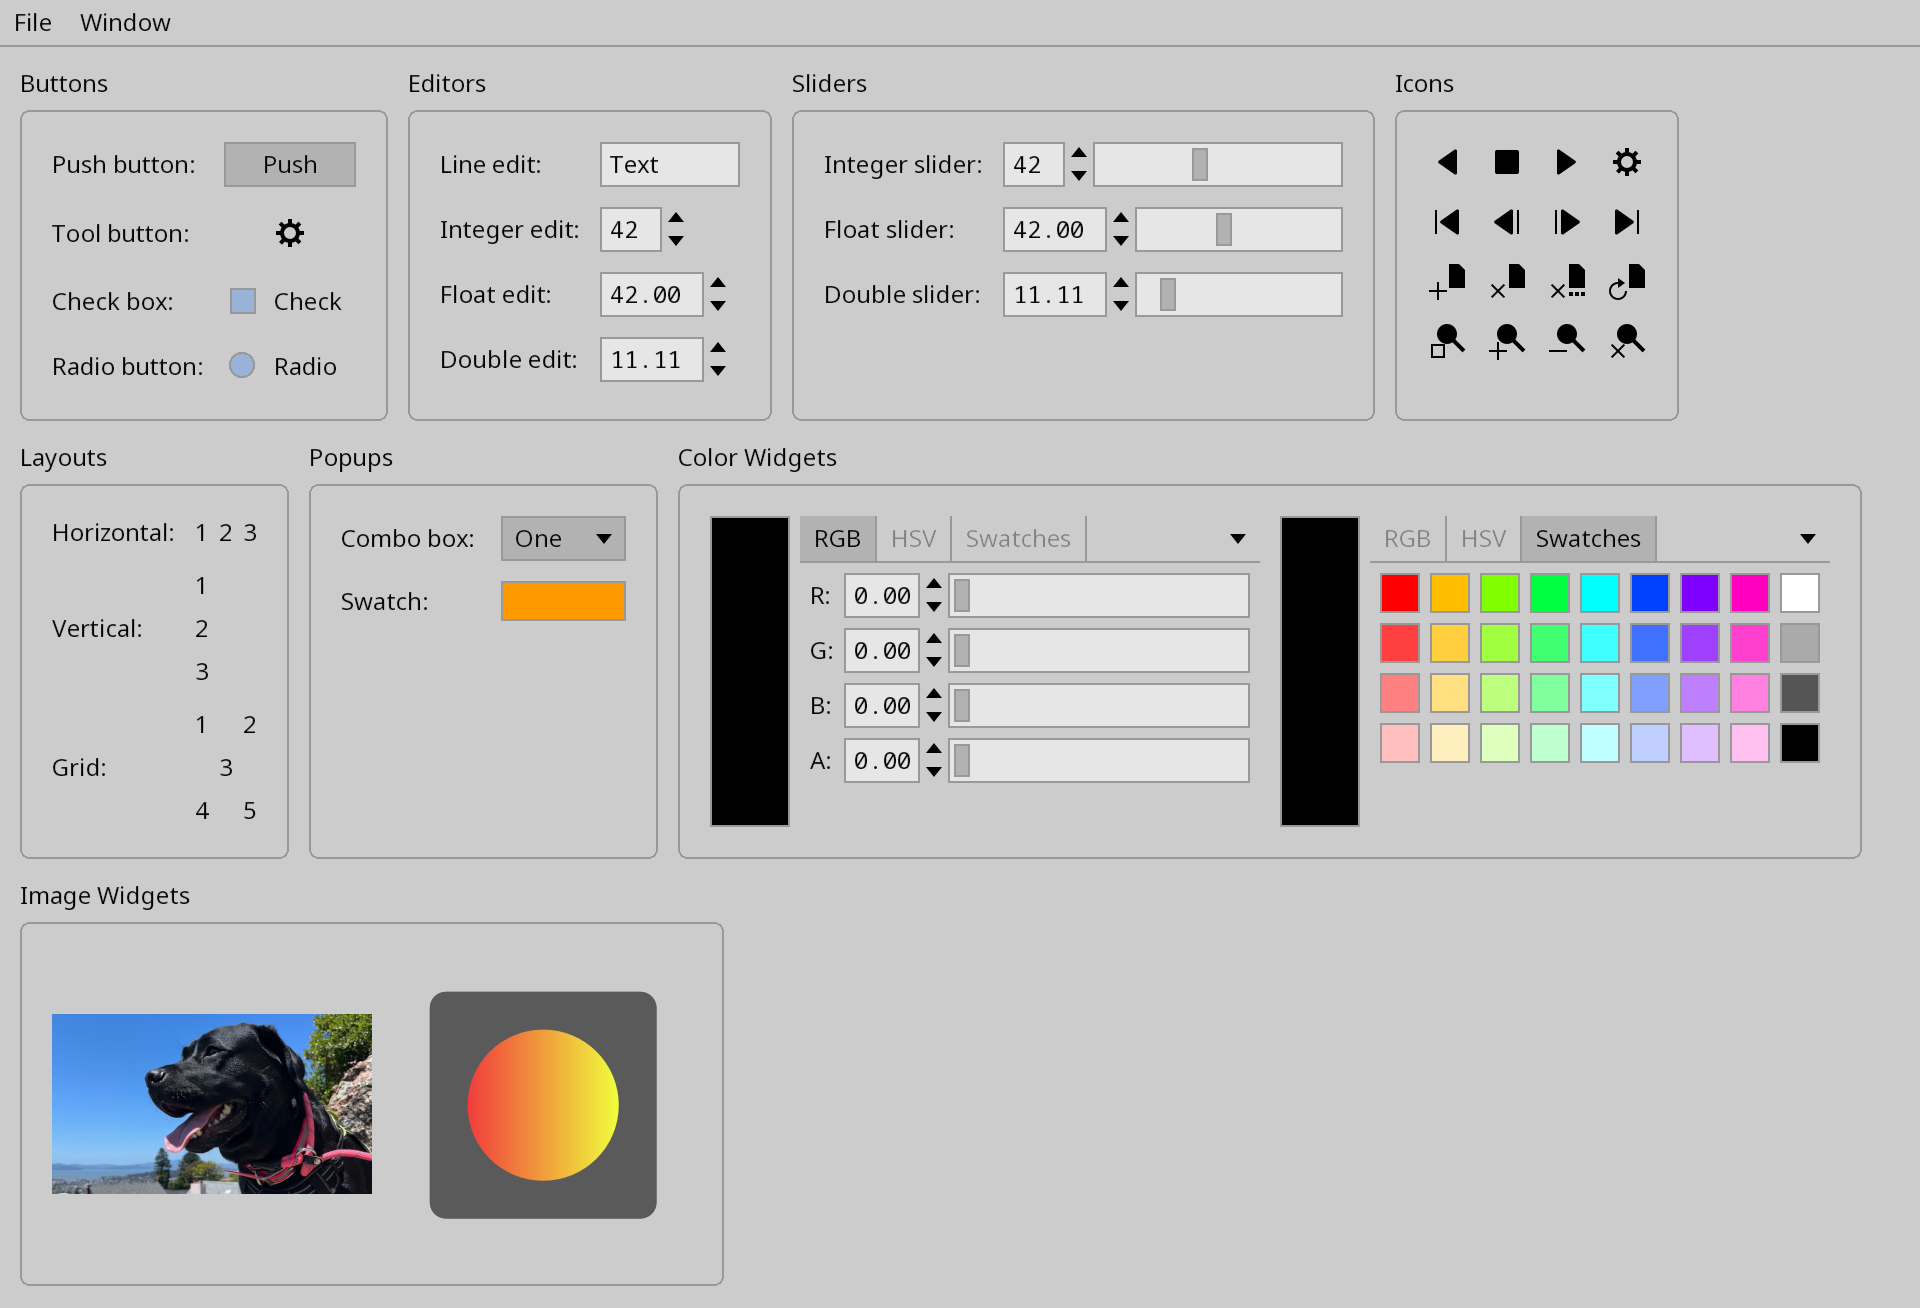 File Window
Buttons
Push button: Push
Tool button:
Check box: Check
Radio button: Radio
Editors
Line edit: Text
Integer edit: 42
Float edit: 42.00
Double edit: 11.11
Sliders
Integer slider: 42
Float slider: 42.00
Double slider: 11.11
Icons
Layouts
Horizontal: 1 2 3
1
Vertical: 2
3
1 2
Grid: 3
4 5
Popups
Combo box: One
Swatch:
Color Widgets
RGB HSV Swatches
R: 0.00
G: 0.00
B: 0.00
A: 0.00
RGB HSV Swatches
Image Widgets